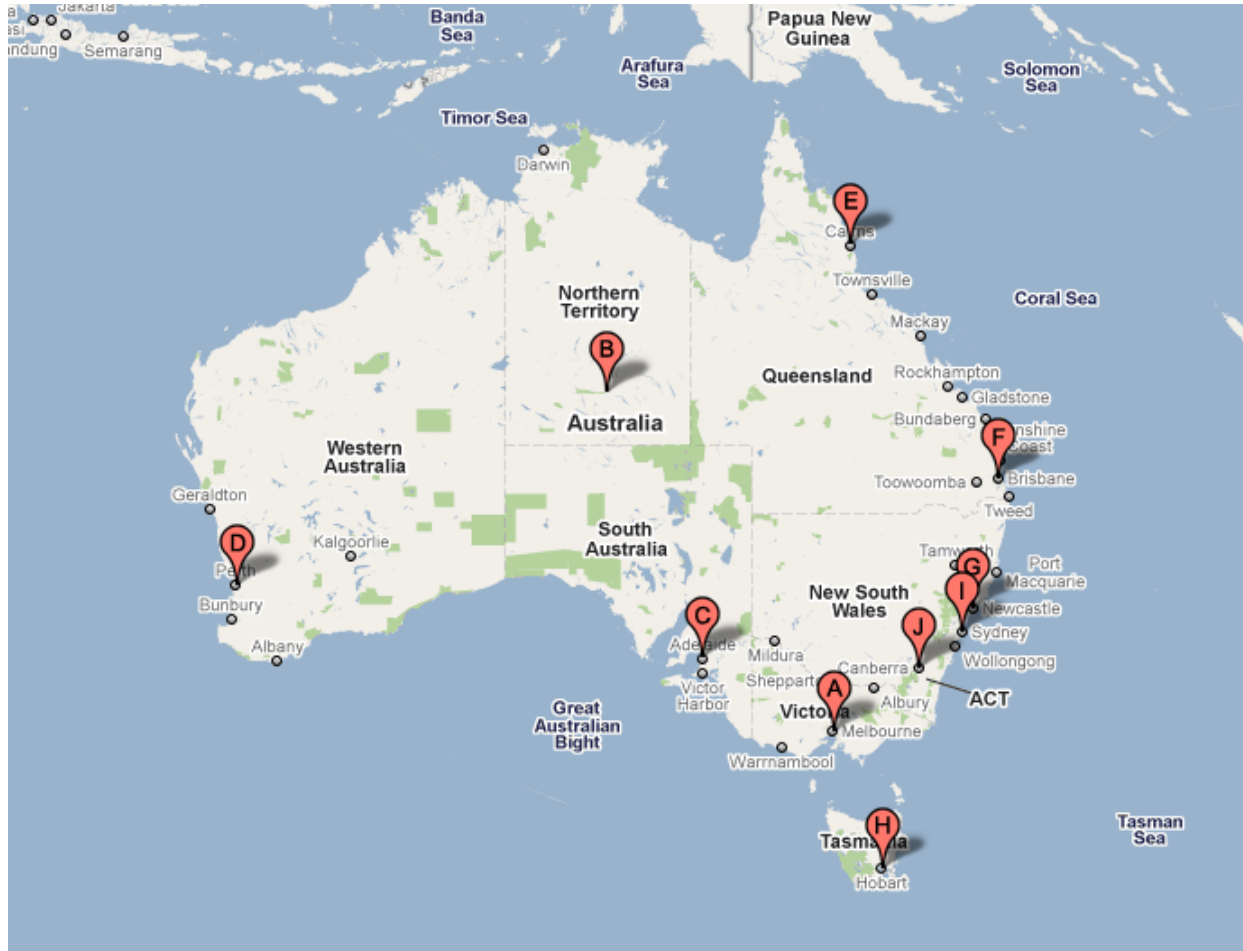 Jakarta
Semarang
Banda
Sea
Papua New
Guinea
Arafura
Sea
Solomon
Sea
Timor Sea
Darwin
E
Cairns
Townsville
Coral Sea
Northern
Territory
Mackay
B
Queensland
Rockhampton
Gladstone
Bundaberg
Australia
F
Coast
Western
Australia
Brisbane
Toowoomba
Geraldton
Tweed
D
South
Australia
Kalgoorlie
Perth
Tamworth
Port
Macquarie
G
New South
Wales
I
Newcastle
Bunbury
C
J
Sydney
Albany
Adelaide
Mildura
Canberra
Wollongong
Victor
Harbor
A
Albury
ACT
Great
Australian
Bight
Victoria
Melbourne
Warrnambool
H
Tasmania
Hobart
Tasman
Sea